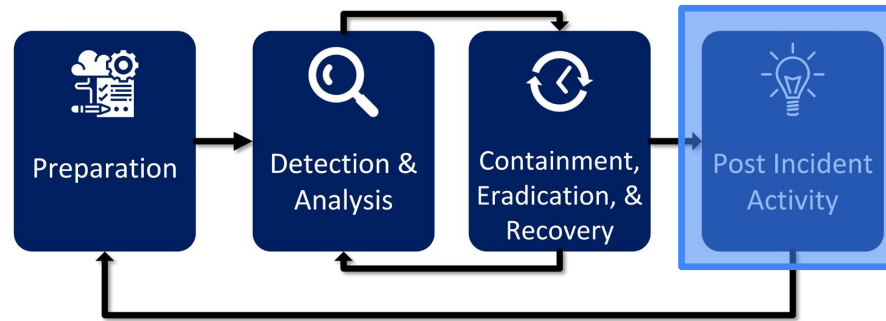 Preparation
Detection &
Analysis
Containment,
Eradication, &
Recovery
Post Incident
Activity